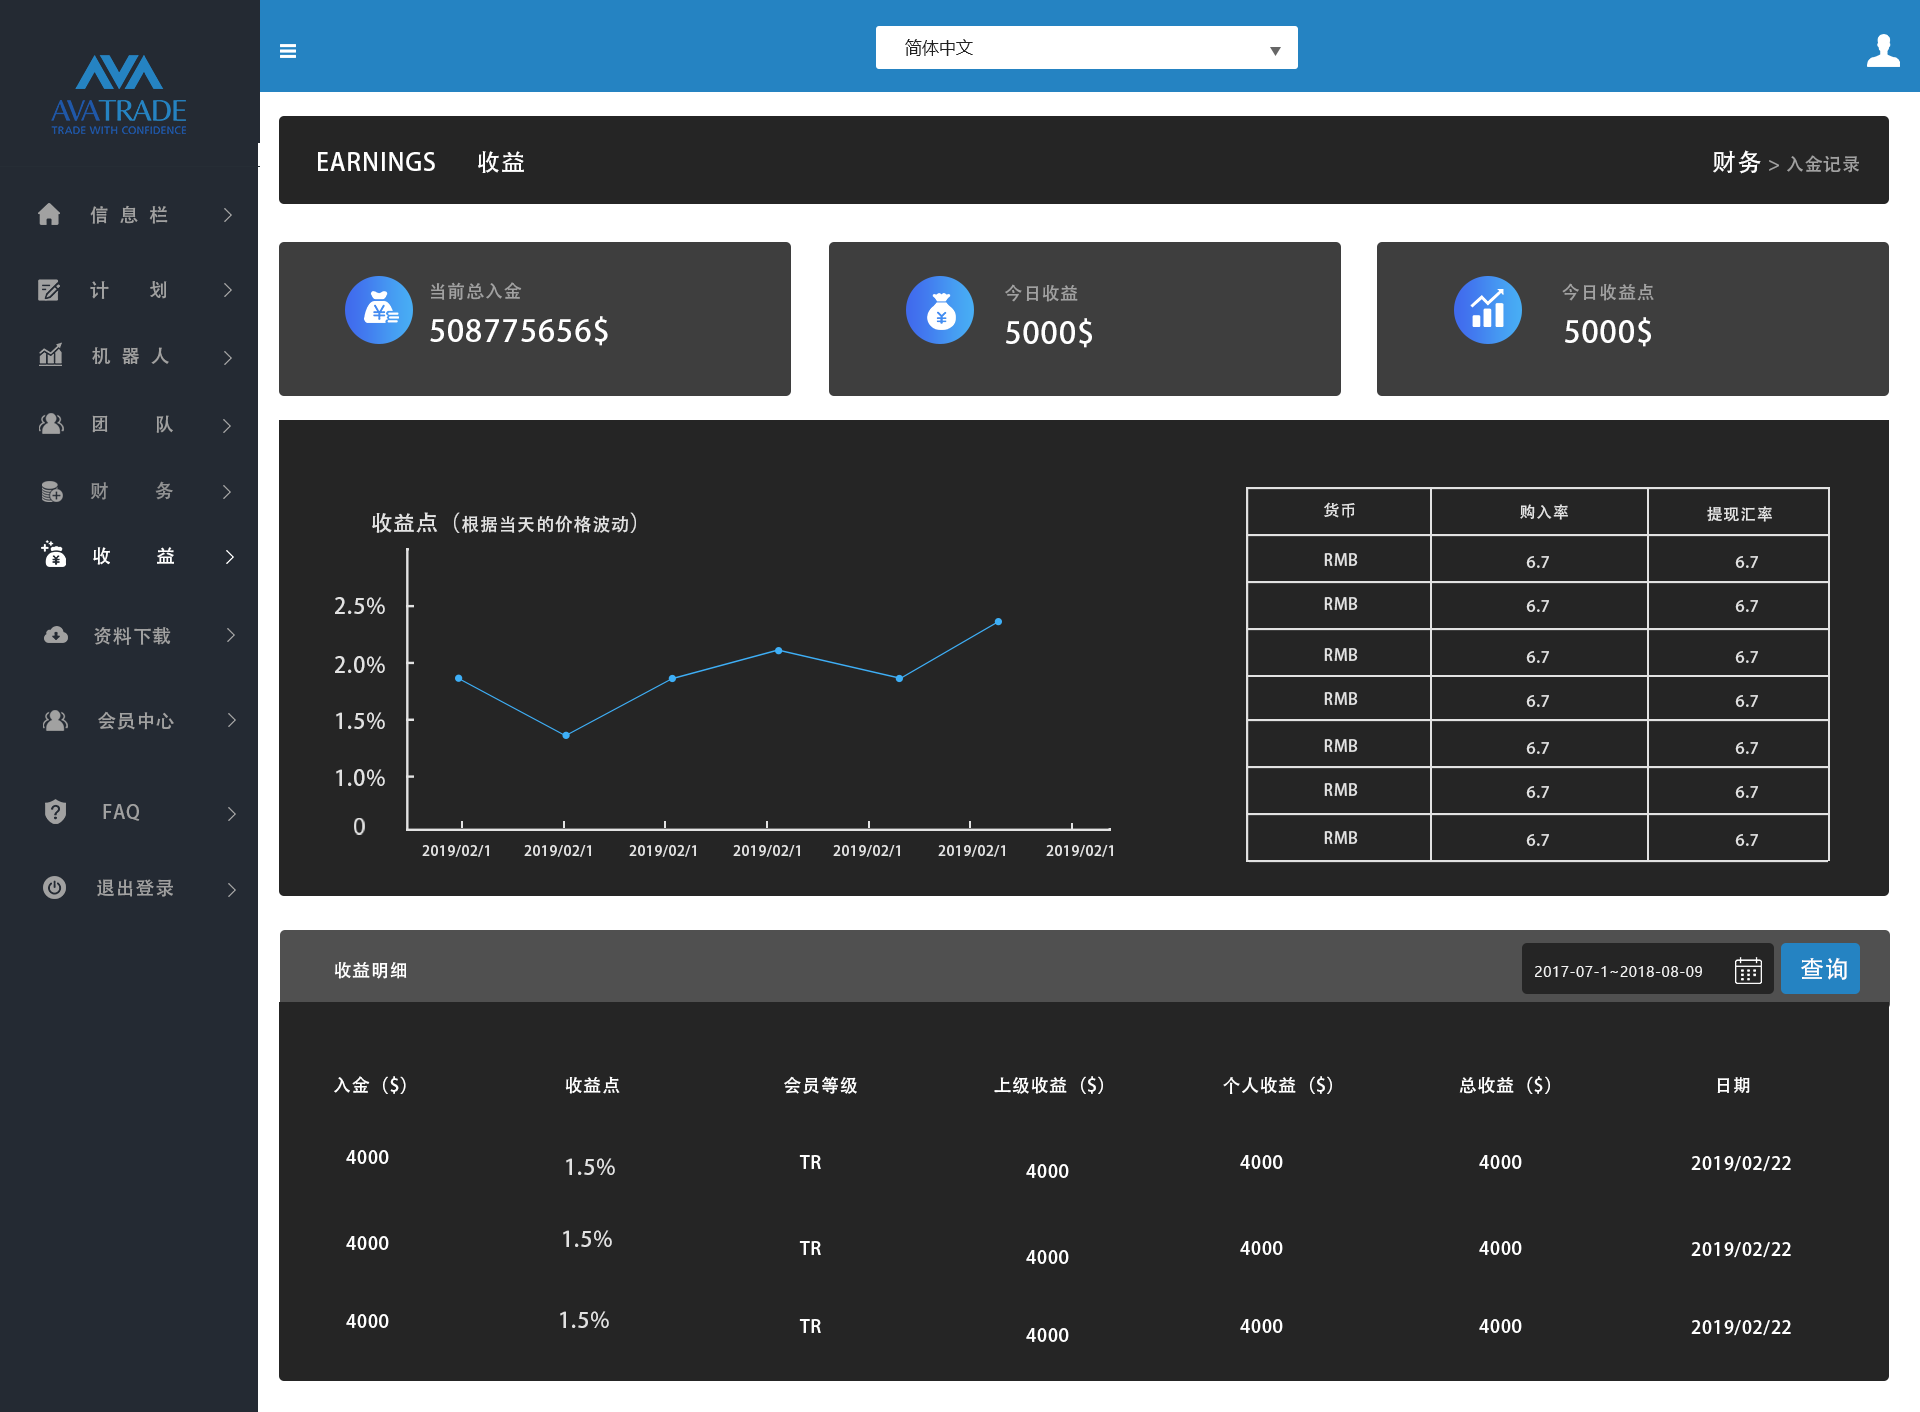 AVATRADE
TRADE WITH CONFIDENCE
简体中文
信息栏
计划
机器人
团队
财务
收益
资料下载
会员中心
FAQ
退出登录
EARNINGS 收益
财务 > 入金记录
当前总入金
508775656$
今日收益
5000$
今日收益点
5000$
收益点（根据当天的价格波动）
2.5%
2.0%
1.5%
1.0%
0
2019/02/1 2019/02/1 2019/02/1 2019/02/1 2019/02/1 2019/02/1 2019/02/1
货币 购入率 提现汇率
RMB 6.7 6.7
RMB 6.7 6.7
RMB 6.7 6.7
RMB 6.7 6.7
RMB 6.7 6.7
RMB 6.7 6.7
RMB 6.7 6.7
收益明细
2017-07-1~2018-08-09
查询
入金（$） 收益点 会员等级 上级收益（$） 个人收益（$） 总收益（$） 日期
4000 1.5% TR 4000 4000 4000 2019/02/22
4000 1.5% TR 4000 4000 4000 2019/02/22
4000 1.5% TR 4000 4000 4000 2019/02/22